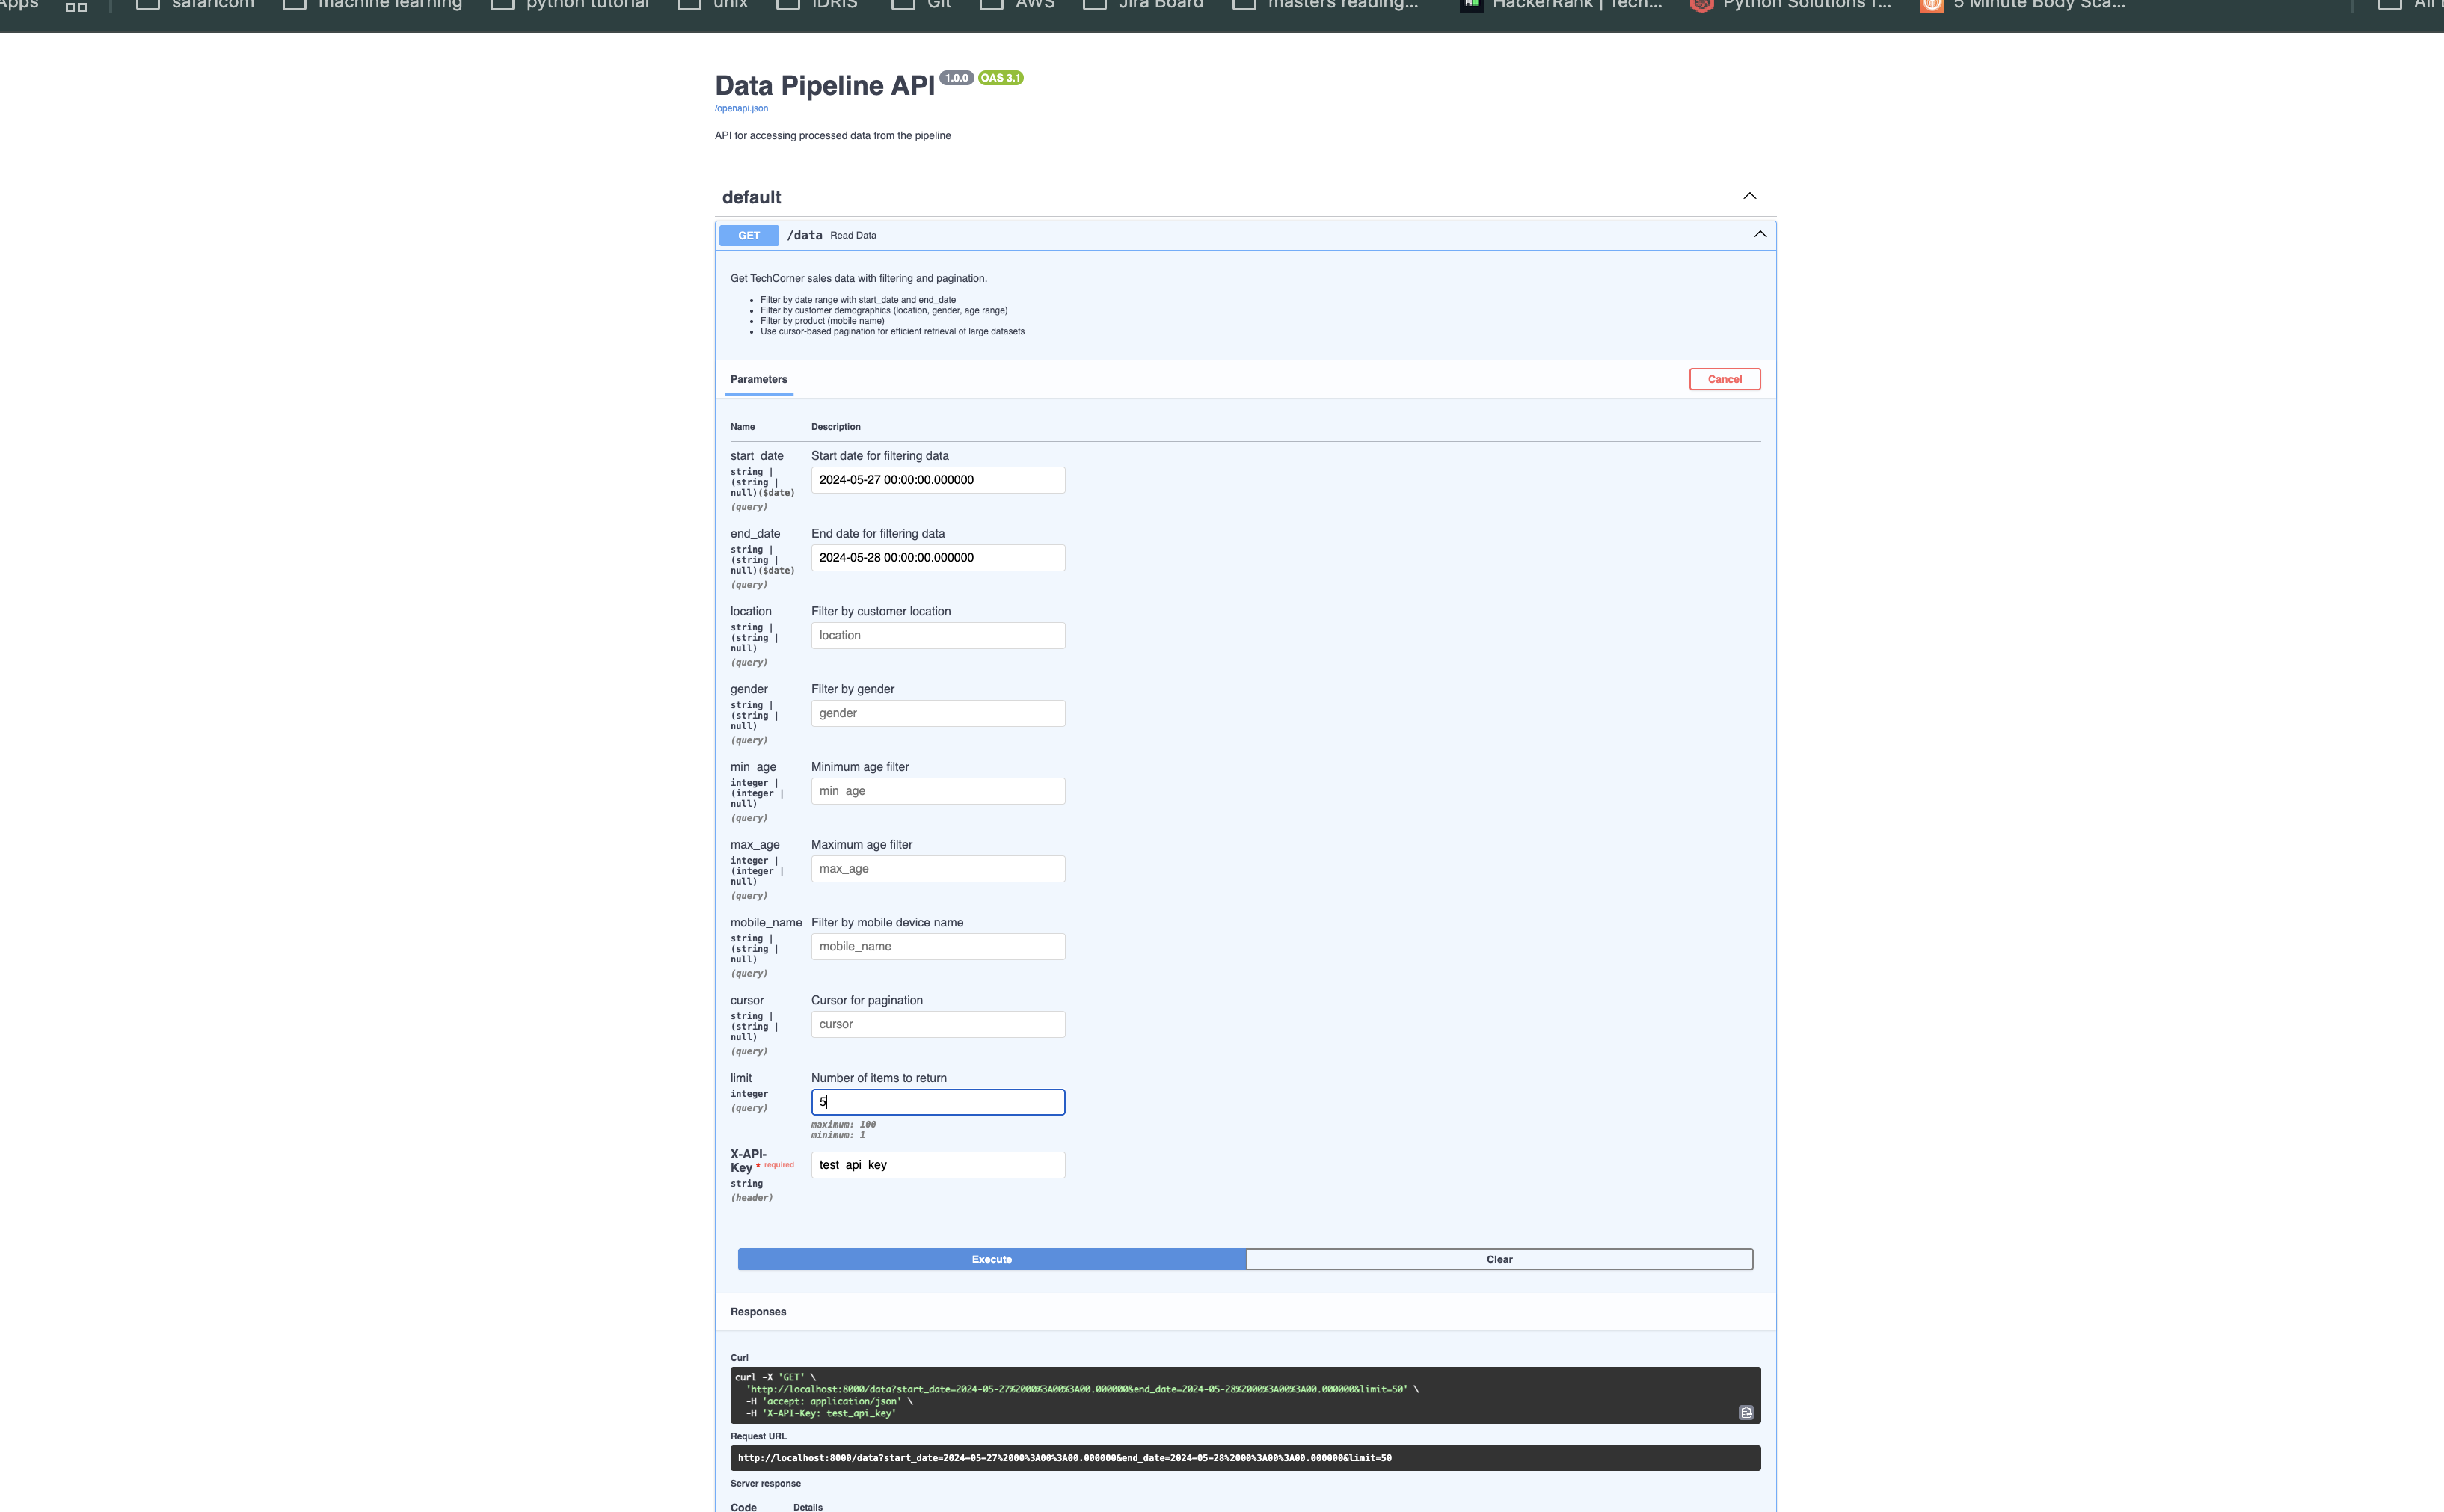 Apps safaricom machine learning python tutorial unix IDRIS Git AWS Jira Board masters reading... HackerRank | Tech... Python Solutions f... 5 Minute Body Sca...
Data Pipeline API 1.0.0 OAS 3.1
/openapi.json
API for accessing processed data from the pipeline
default
GET /data Read Data
Get TechCorner sales data with filtering and pagination.
• Filter by date range with start_date and end_date
• Filter by customer demographics (location, gender, age range)
• Filter by product (mobile name)
• Use cursor-based pagination for efficient retrieval of large datasets
Parameters Cancel
Name Description
start_date Start date for filtering data
string |
(string |
null)($date)
(query)
2024-05-27 00:00:00.000000
end_date End date for filtering data
string |
(string |
null)($date)
(query)
2024-05-28 00:00:00.000000
location Filter by customer location
string |
(string |
null)
(query)
location
gender Filter by gender
string |
(string |
null)
(query)
gender
min_age Minimum age filter
integer |
(integer |
null)
(query)
min_age
max_age Maximum age filter
integer |
(integer |
null)
(query)
max_age
mobile_name Filter by mobile device name
string |
(string |
null)
(query)
mobile_name
cursor Cursor for pagination
string |
(string |
null)
(query)
cursor
limit Number of items to return
integer
(query)
5
maximum: 100
minimum: 1
X-API-
Key * required
string
(header)
test_api_key
Execute Clear
Responses
Curl
curl -X 'GET' \
'http://localhost:8000/data?start_date=2024-05-27%2000%3A00%3A00.000000&end_date=2024-05-28%2000%3A00%3A00.000000&limit=50' \
-H 'accept: application/json' \
-H 'X-API-Key: test_api_key'
Request URL
http://localhost:8000/data?start_date=2024-05-27%2000%3A00%3A00.000000&end_date=2024-05-28%2000%3A00%3A00.000000&limit=50
Server response
Code Details